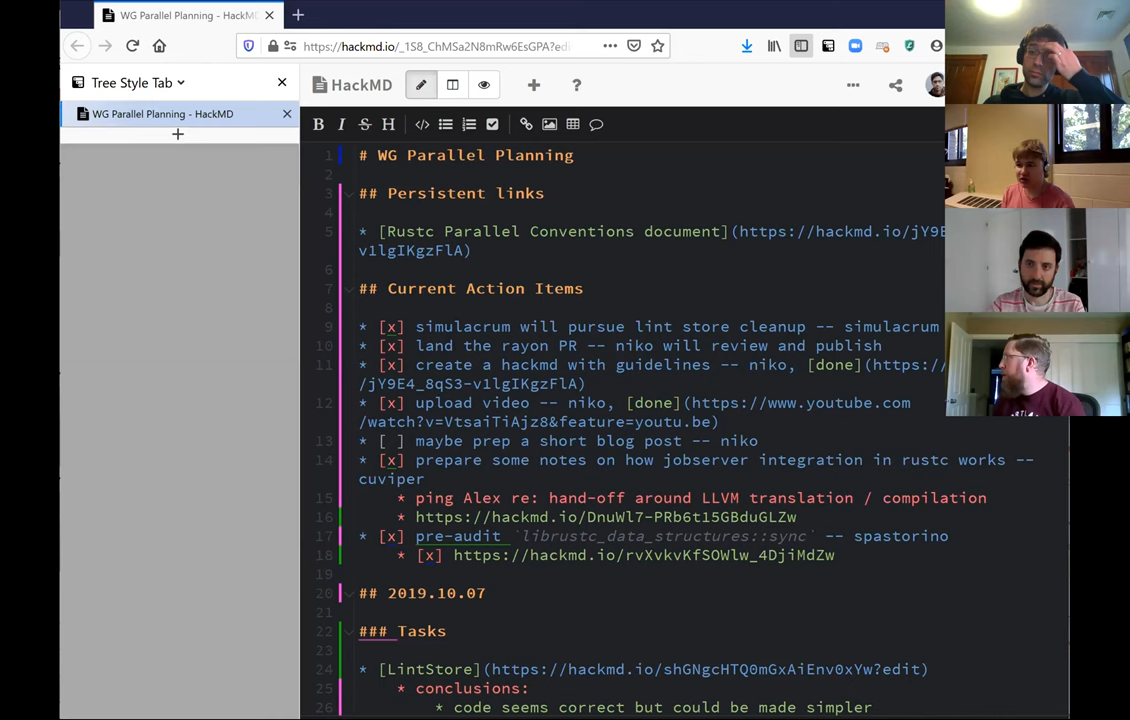 WG Parallel Planning - HackMD
https://hackmd.io/_1S8_ChMSa2N8mRw6EsGPA?edi
Tree Style Tab
HackMD
WG Parallel Planning - HackMD
B I S H
1 # WG Parallel Planning
2
3 ## Persistent links
4
5 * [Rustc Parallel Conventions document](https://hackmd.io/jY9E
v1lgIKgzFlA)
6
7 ## Current Action Items
8
9 * [x] simulacrum will pursue lint store cleanup -- simulacrum
10 * [x] land the rayon PR -- niko will review and publish
11 * [x] create a hackmd with guidelines -- niko, [done](https:/
/jY9E4_8qS3-v1lgIKgzFlA)
12 * [x] upload video -- niko, [done](https://www.youtube.com
/watch?v=VtsaiTiAjz8&feature=youtu.be)
13 * [ ] maybe prep a short blog post -- niko
14 * [x] prepare some notes on how jobserver integration in rustc works --
cuviper
15 * ping Alex re: hand-off around LLVM translation / compilation
16 * https://hackmd.io/DnuWl7-PRb6t15GBduGLZw
17 * [x] pre-audit `librustc_data_structures::sync` -- spastorino
18 * [x] https://hackmd.io/rvXvkvKfSOWlw_4DjiMdZw
19
20 ## 2019.10.07
21
22 ### Tasks
23
24 * [LintStore](https://hackmd.io/shGNgcHTQ0mGxAiEnv0xYw?edit)
25 * conclusions:
26 * code seems correct but could be made simpler